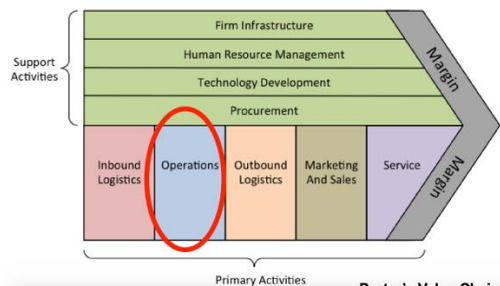 Firm Infrastructure
Human Resource Management
Technology Development
Procurement
Support
Activities
Margin
Margin
Inbound
Logistics
Operations
Outbound
Logistics
Marketing
And Sales
Service
Primary Activities